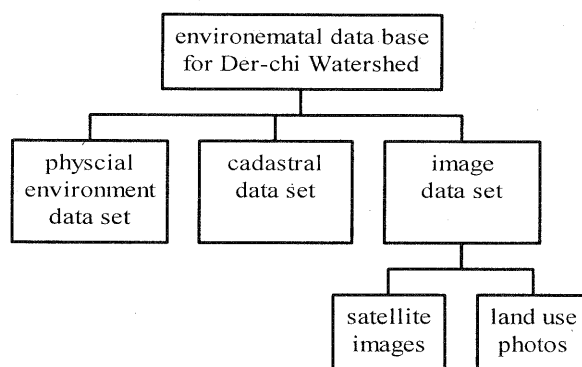 environematal data base
for Der-chi Watershed
physcial
environment
data set
cadastral
data set
image
data set
satellite
images
land use
photos